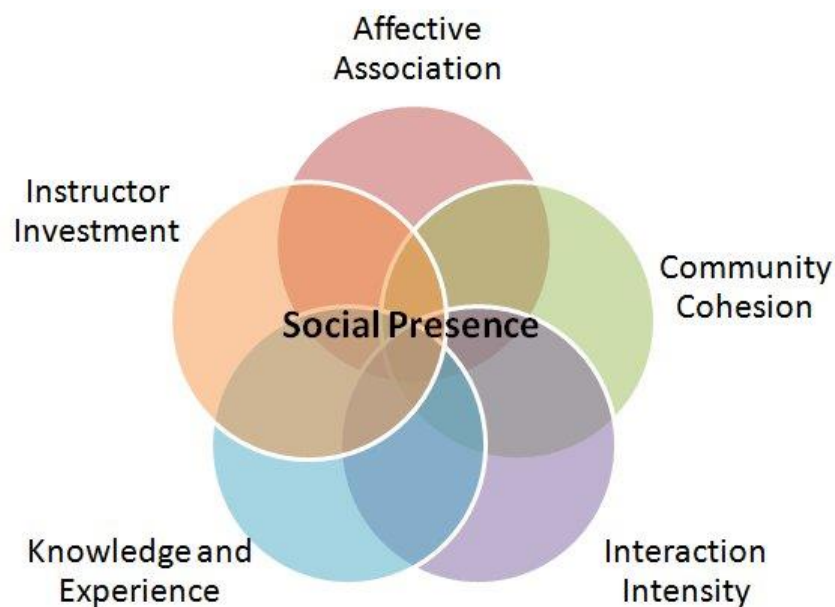 Affective
Association
Instructor
Investment
Community
Cohesion
Social Presence
Knowledge and
Experience
Interaction
Intensity